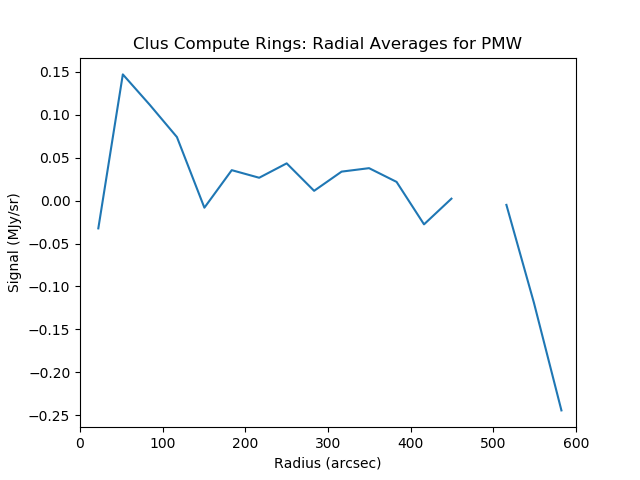 Clus Compute Rings: Radial Averages for PMW
0.15
0.10
0.05
0.00
−0.05
−0.10
−0.15
−0.20
−0.25
Signal (MJy/sr)
0 100 200 300 400 500 600
Radius (arcsec)